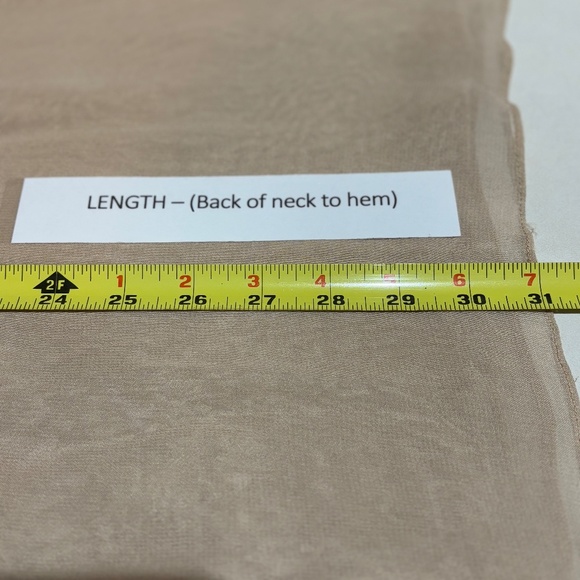 LENGTH – (Back of neck to hem)
2F 1 2 3 4 5 6 7
24 25 26 27 28 29 30 31